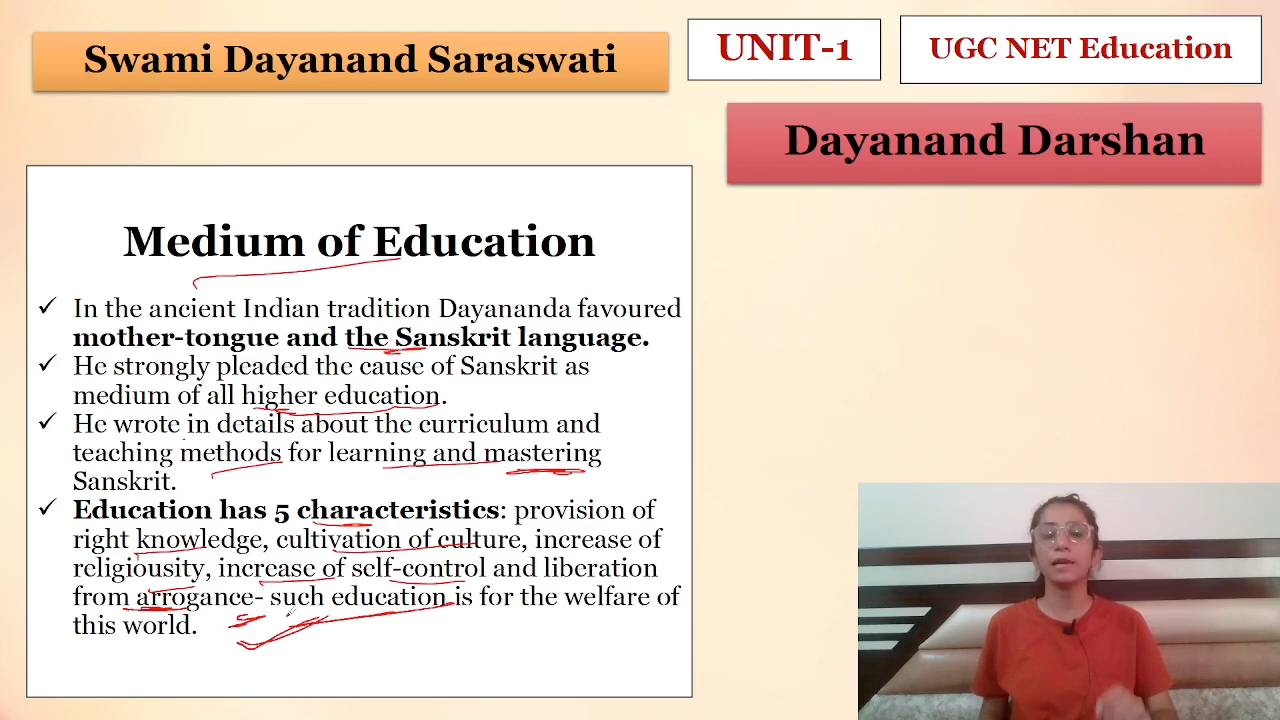 Swami Dayanand Saraswati
UNIT-1
UGC NET Education
Dayanand Darshan
Medium of Education
✓ In the ancient Indian tradition Dayananda favoured
mother-tongue and the Sanskrit language.
✓ He strongly pleaded the cause of Sanskrit as
medium of all higher education.
✓ He wrote in details about the curriculum and
teaching methods for learning and mastering
Sanskrit.
✓ Education has 5 characteristics: provision of
right knowledge, cultivation of culture, increase of
religiousity, increase of self-control and liberation
from arrogance- such education is for the welfare of
this world.